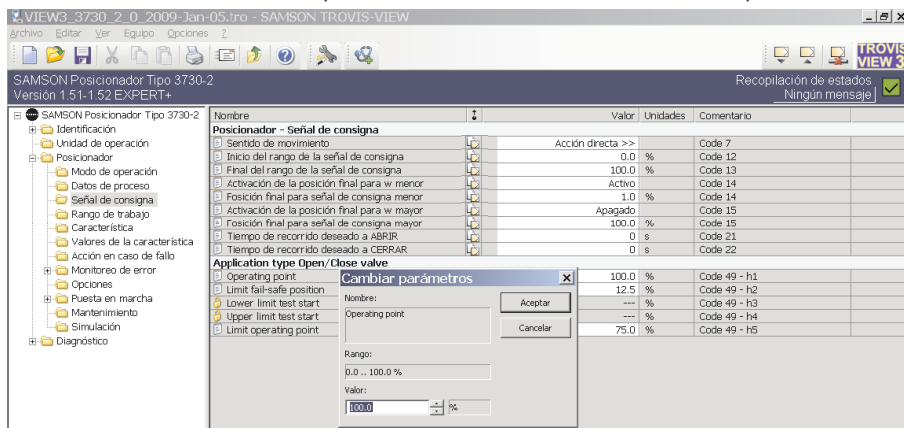 VIEW3_3730_2_0_2009-Jan-05.tro - SAMSON TROVIS-VIEW
Archivo Editar Ver Equipo Opciones ?
TROVIS
VIEW 3
SAMSON Posicionador Tipo 3730-2
Versión 1.51-1.52 EXPERT+
Recopilación de estados
Ningún mensaje
SAMSON Posicionador Tipo 3730-2
Identificación
Unidad de operación
Posicionador
Modo de operación
Datos de proceso
Señal de consigna
Rango de trabajo
Característica
Valores de la característica
Acción en caso de fallo
Monitoreo de error
Opciones
Puesta en marcha
Mantenimiento
Simulación
Diagnóstico
Nombre Valor Unidades Comentario
Posicionador - Señal de consigna
Sentido de movimiento Acción directa >> Code 7
Inicio del rango de la señal de consigna 0.0 % Code 12
Final del rango de la señal de consigna 100.0 % Code 13
Activación de la posición final para w menor Activo Code 14
Posición final para señal de consigna menor 1.0 % Code 14
Activación de la posición final para w mayor Apagado Code 15
Posición final para señal de consigna mayor 100.0 % Code 15
Tiempo de recorrido deseado a ABRIR 0 s Code 21
Tiempo de recorrido deseado a CERRAR 0 s Code 22
Application type Open/Close valve
Operating point 100.0 % Code 49 - h1
Limit fail-safe position 12.5 % Code 49 - h2
Lower limit test start --- % Code 49 - h3
Upper limit test start --- % Code 49 - h4
Limit operating point 75.0 % Code 49 - h5
Cambiar parámetros
Nombre:
Operating point
Aceptar
Cancelar
Rango:
0.0 .. 100.0 %
Valor:
100.0 %